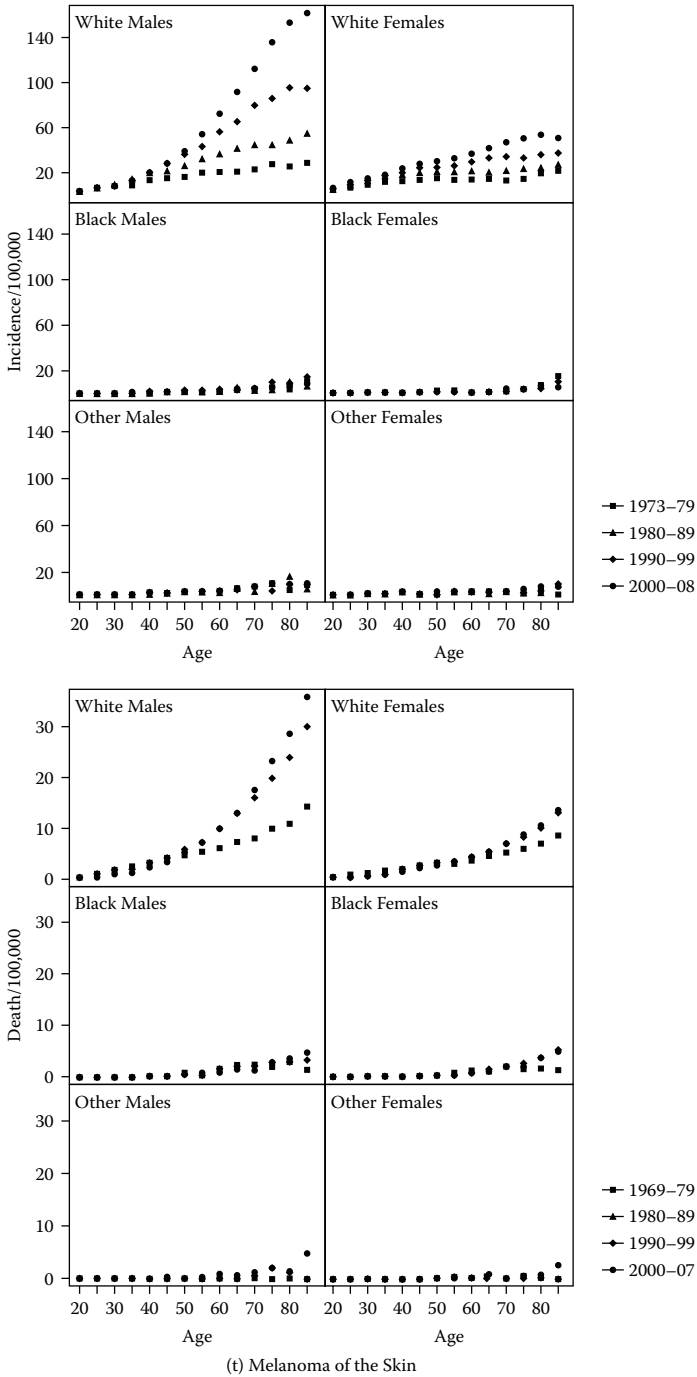 White Males
White Females
140
100
60
20
Black Males
Black Females
140
100
60
20
Incidence/100,000
Other Males
Other Females
140
100
60
20
1973–79
1980–89
1990–99
2000–08
20 30 40 50 60 70 80
20 30 40 50 60 70 80
Age
Age
White Males
White Females
30
20
10
0
Black Males
Black Females
30
20
10
0
Death/100,000
Other Males
Other Females
30
20
10
0
1969–79
1980–89
1990–99
2000–07
20 30 40 50 60 70 80
20 30 40 50 60 70 80
Age
Age
(t) Melanoma of the Skin